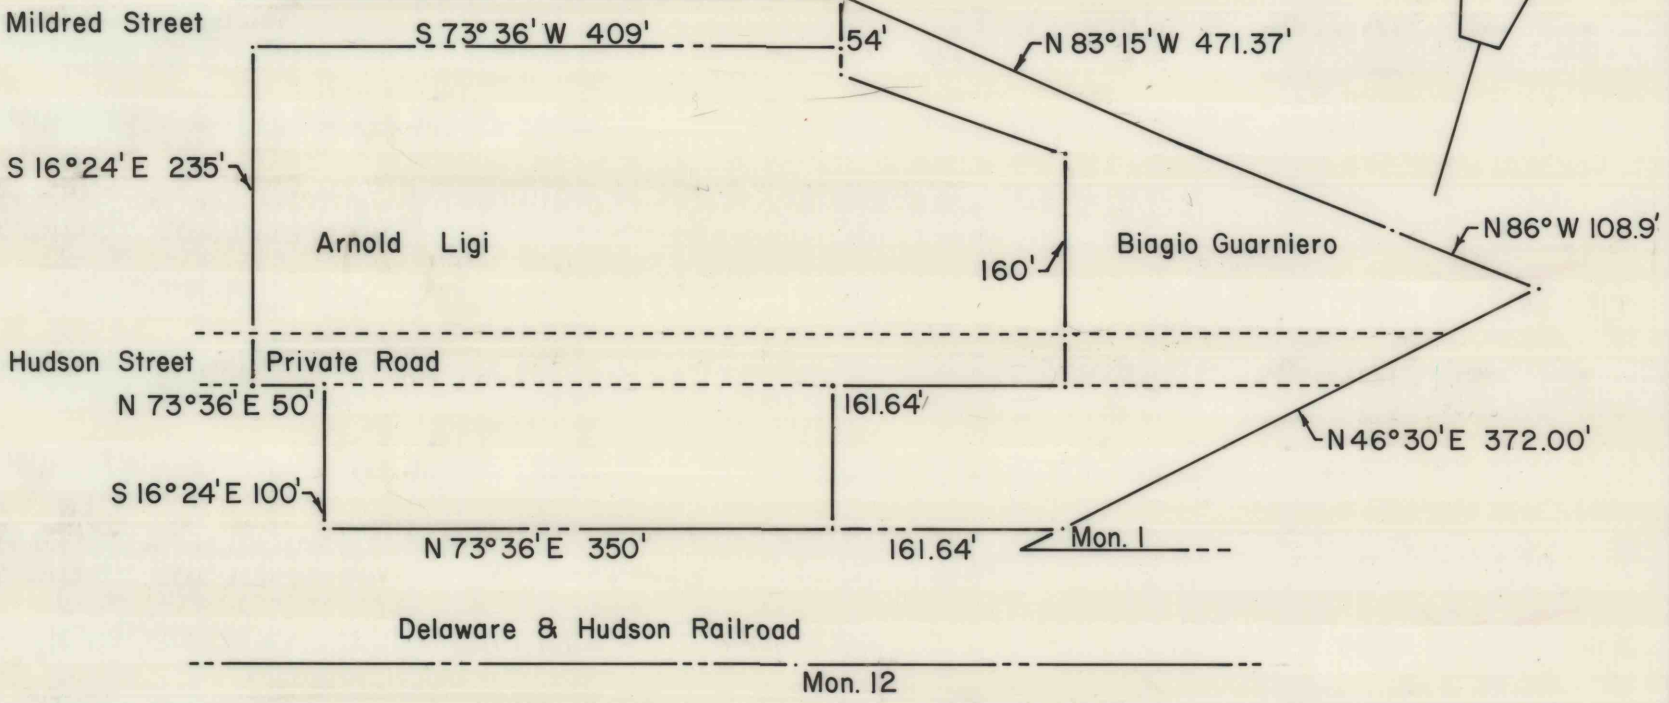 Mildred Street
S 73° 36' W 409'
54'
N 83° 15' W 471.37'
S 16° 24' E 235'
Arnold Ligi
160'
Biagio Guarniero
N 86° W 108.9'
Hudson Street
Private Road
N 73° 36' E 50'
161.64'
N 46° 30' E 372.00'
S 16° 24' E 100'
N 73° 36' E 350'
161.64'
Mon. 1
Delaware & Hudson Railroad
Mon. 12